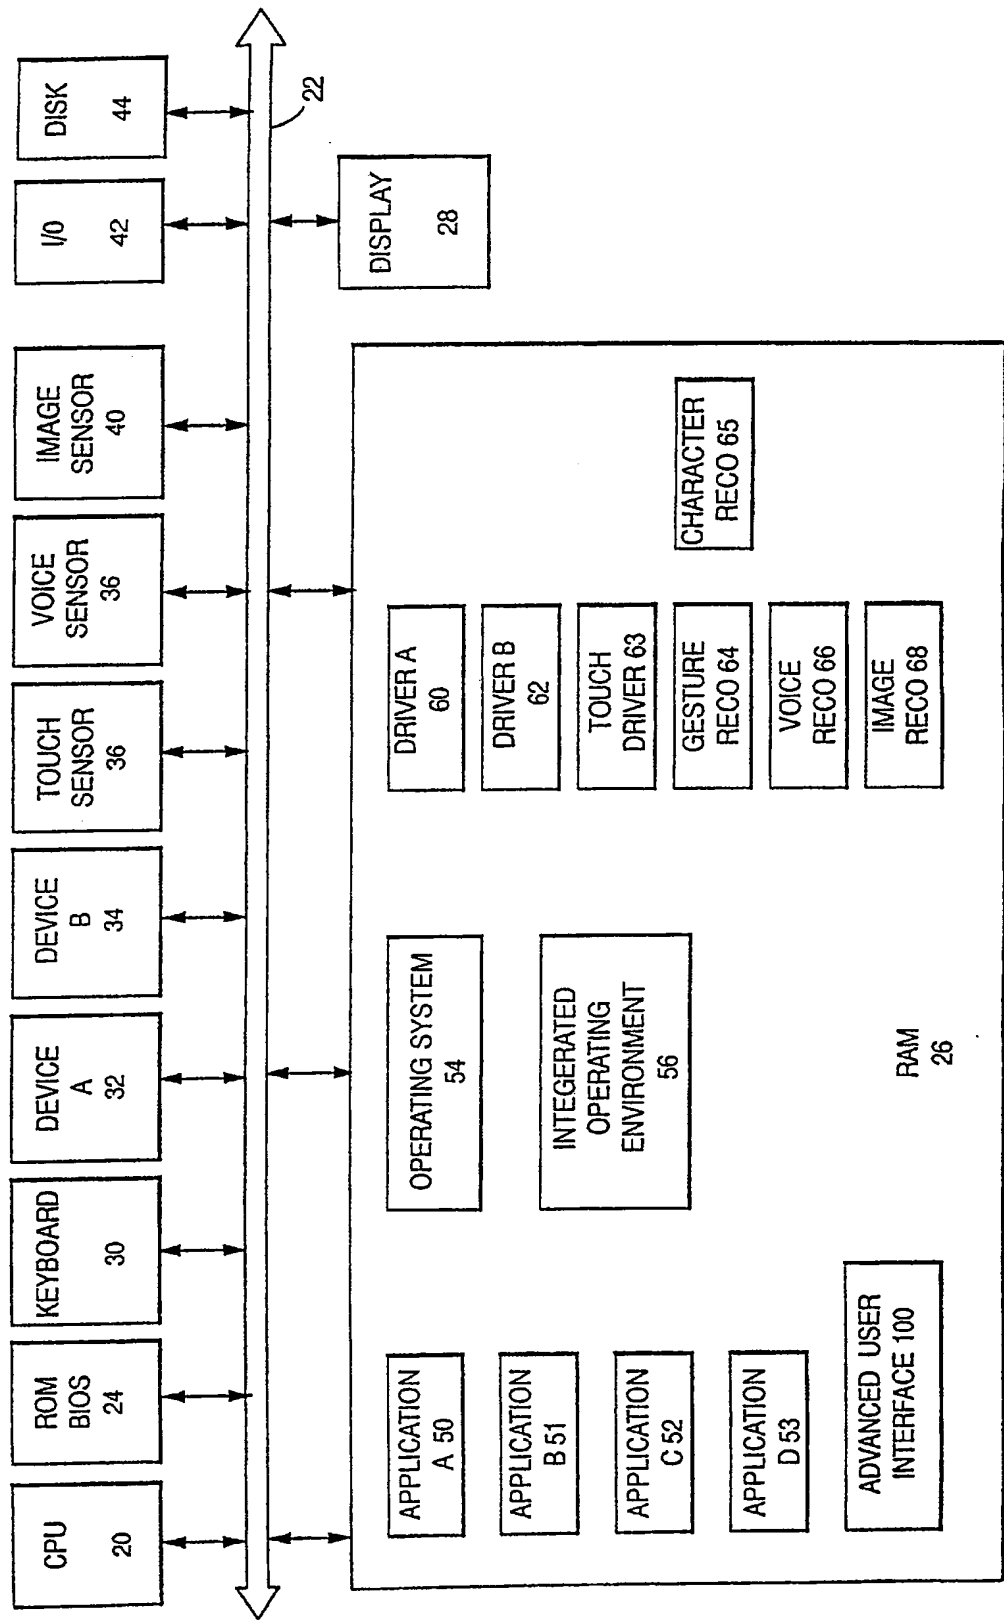 CPU
20
ROM
BIOS
24
KEYBOARD
30
DEVICE
A
32
DEVICE
B
34
TOUCH
SENSOR
36
VOICE
SENSOR
36
IMAGE
SENSOR
40
I/O
42
DISK
44
22
DISPLAY
28
APPLICATION
A 50
APPLICATION
B 51
APPLICATION
C 52
APPLICATION
D 53
ADVANCED USER
INTERFACE 100
OPERATING SYSTEM
54
INTEGERATED
OPERATING
ENVIRONMENT
56
RAM
26
DRIVER A
60
DRIVER B
62
TOUCH
DRIVER 63
GESTURE
RECO 64
VOICE
RECO 66
IMAGE
RECO 68
CHARACTER
RECO 65